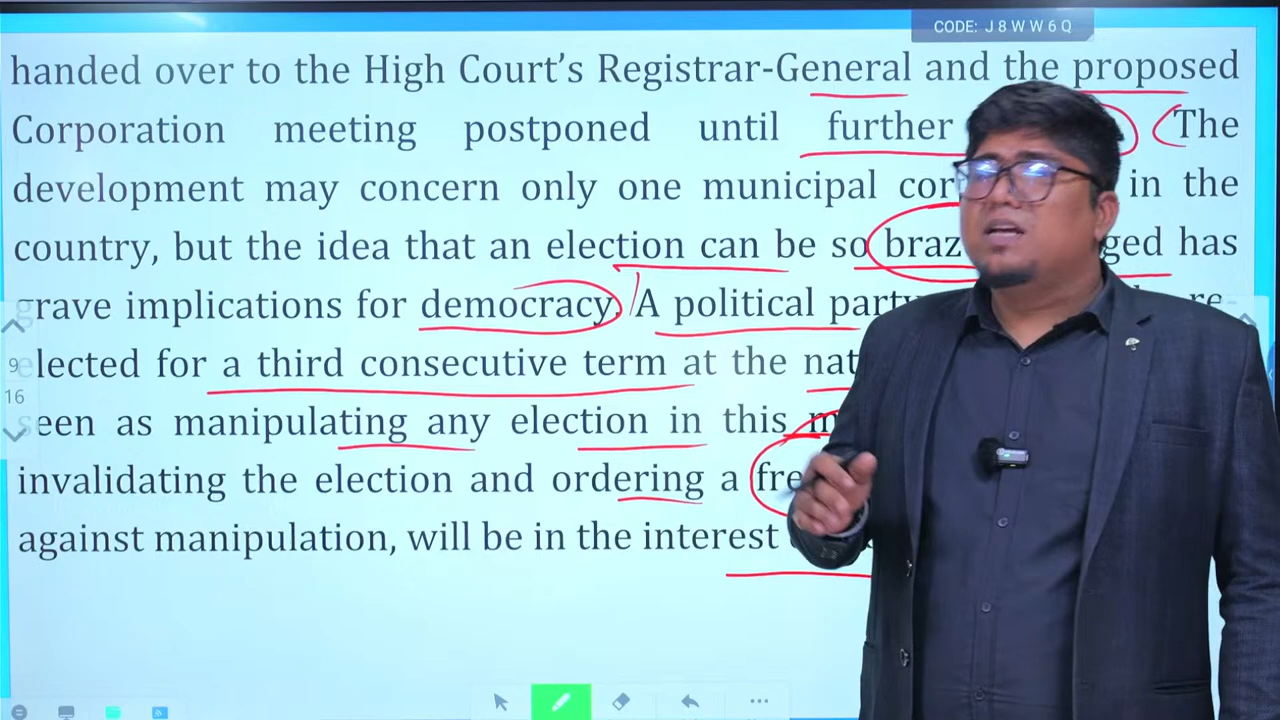 CODE: J 8 W W 6 Q
handed over to the High Court's Registrar-General and the proposed
Corporation meeting postponed until further The
development may concern only one municipal in the
country, but the idea that an election can be so has
grave implications for democracy. A political party
elected for a third consecutive term at the
seen as manipulating any election in this
invalidating the election and ordering a
against manipulation, will be in the interest
9
16